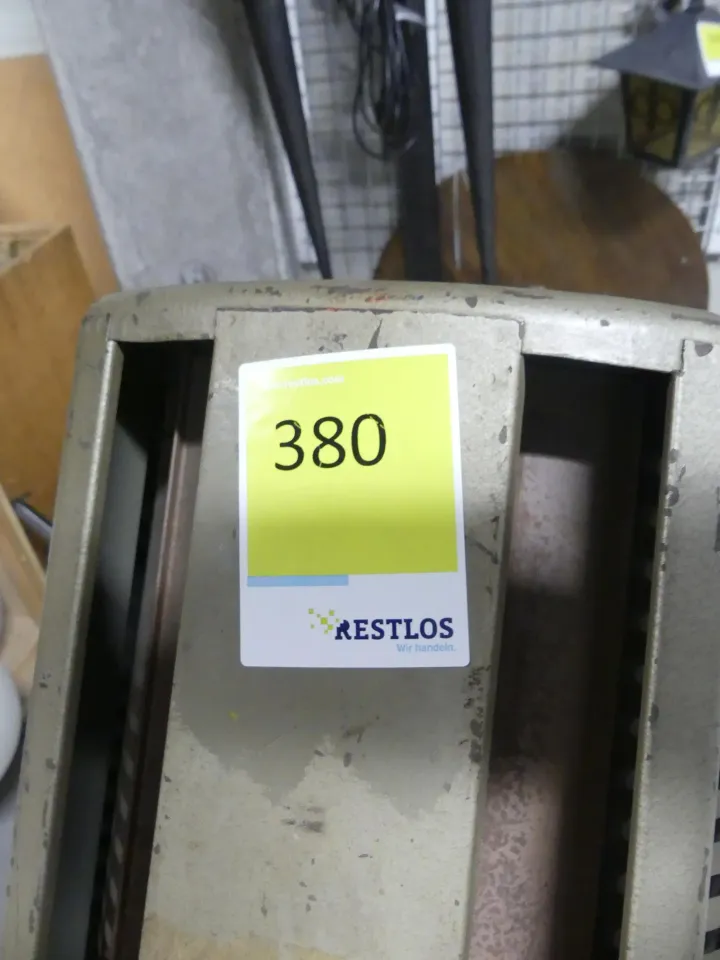 380
RESTLOS
Wir handeln.